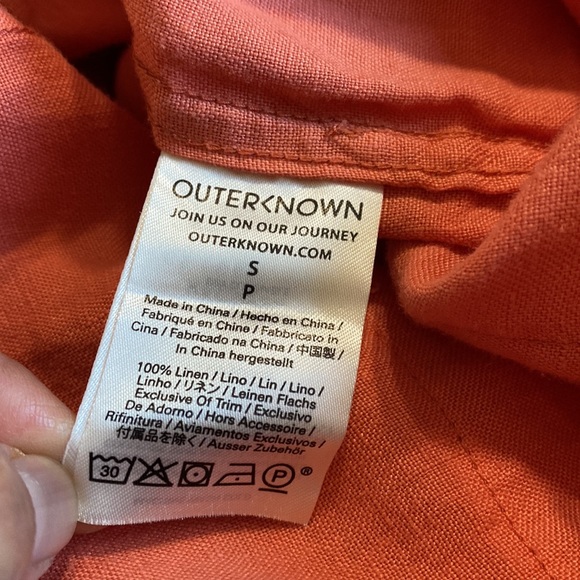 OUTERKNOWN
JOIN US ON OUR JOURNEY
OUTERKNOWN.COM
S
P
Made in China / Hecho en China /
Fabriqué en Chine / Fabbricato in
Cina / Fabricado na China / 中国製 /
In China hergestellt
100% Linen / Lino / Lin / Lino /
Linho / リネン / Leinen Flachs
Exclusive Of Trim / Exclusivo
De Adorno / Hors Accessoire /
Rifinitura / Aviamentos Exclusivo /
付属品を除く / Ausser Zubehör
30 P ®